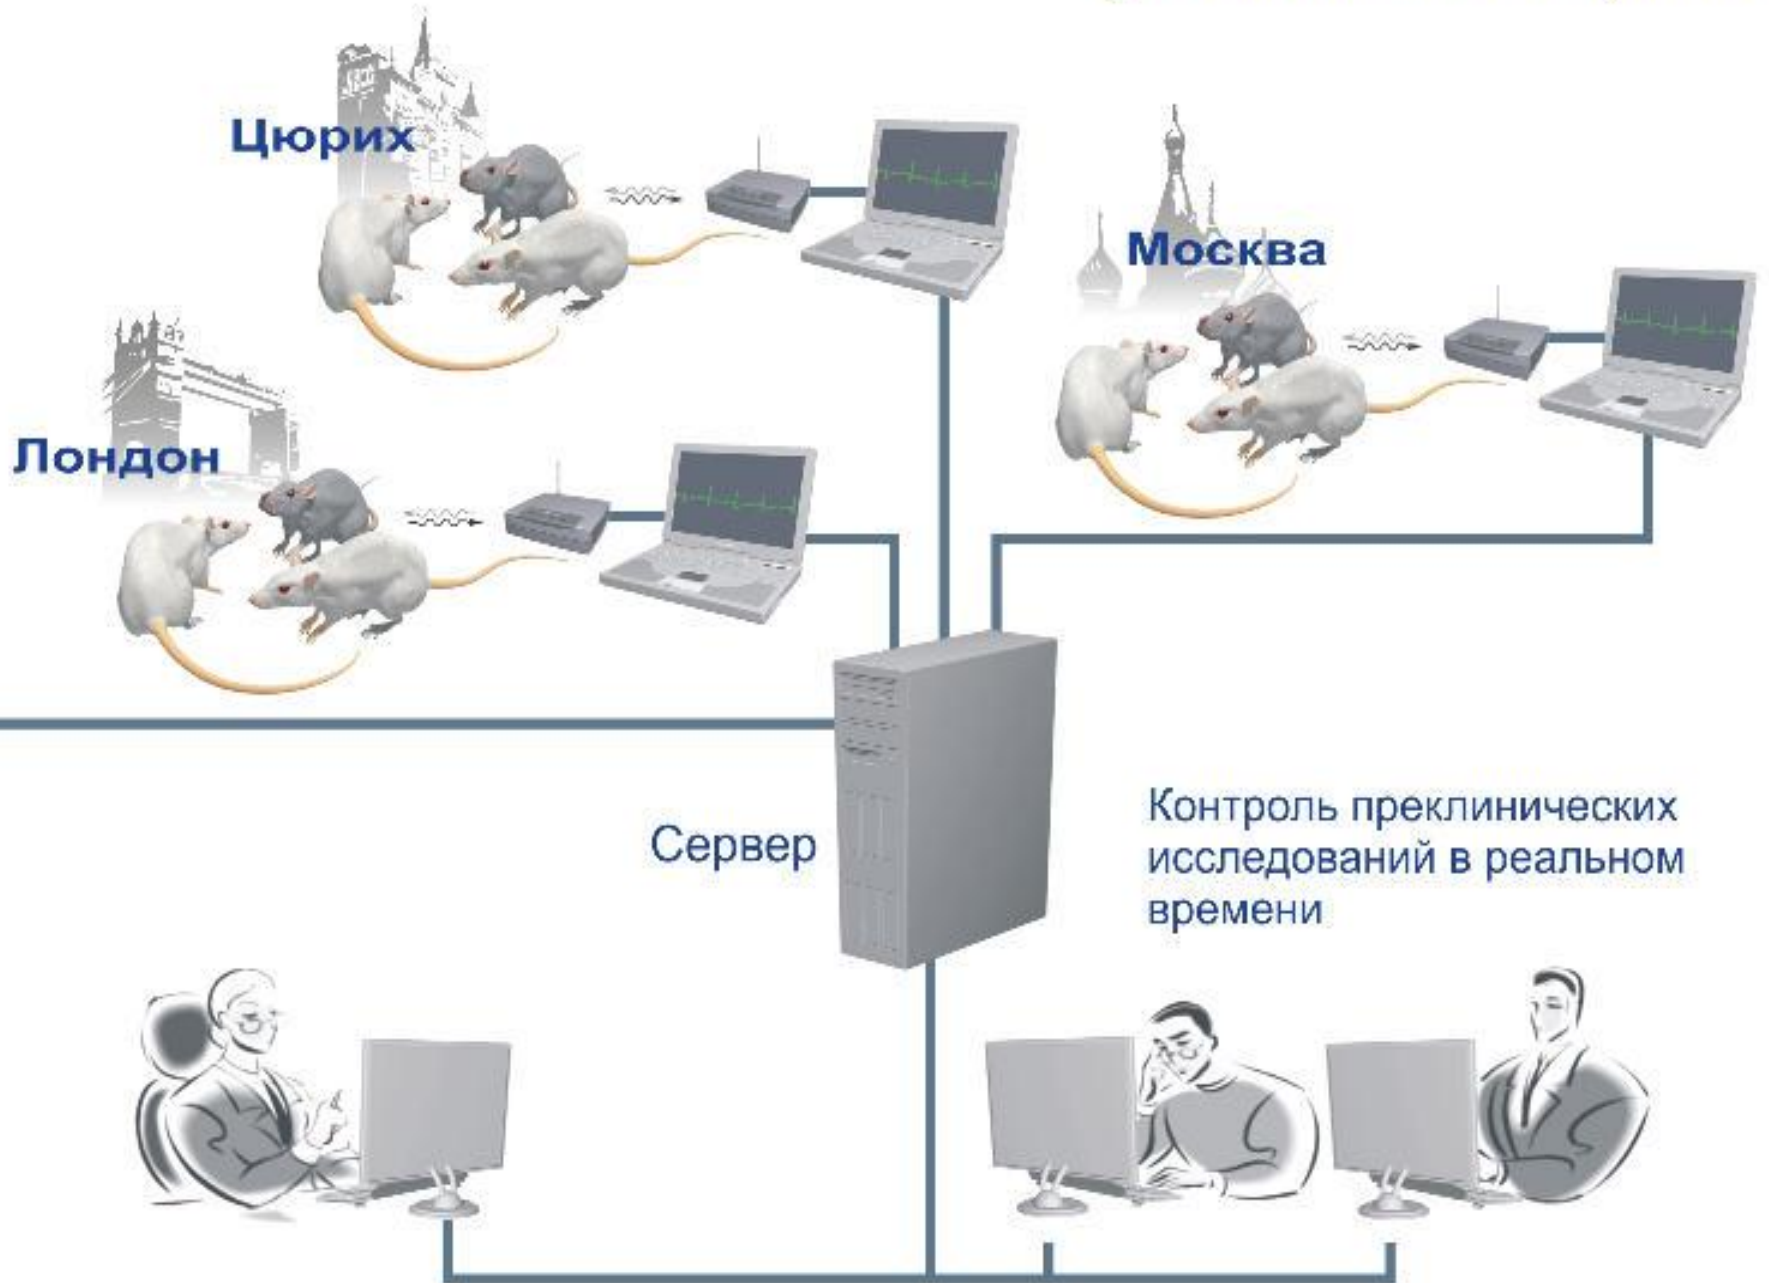 Цюрих
Москва
Лондон
Сервер
Контроль преклинических
исследований в реальном
времени